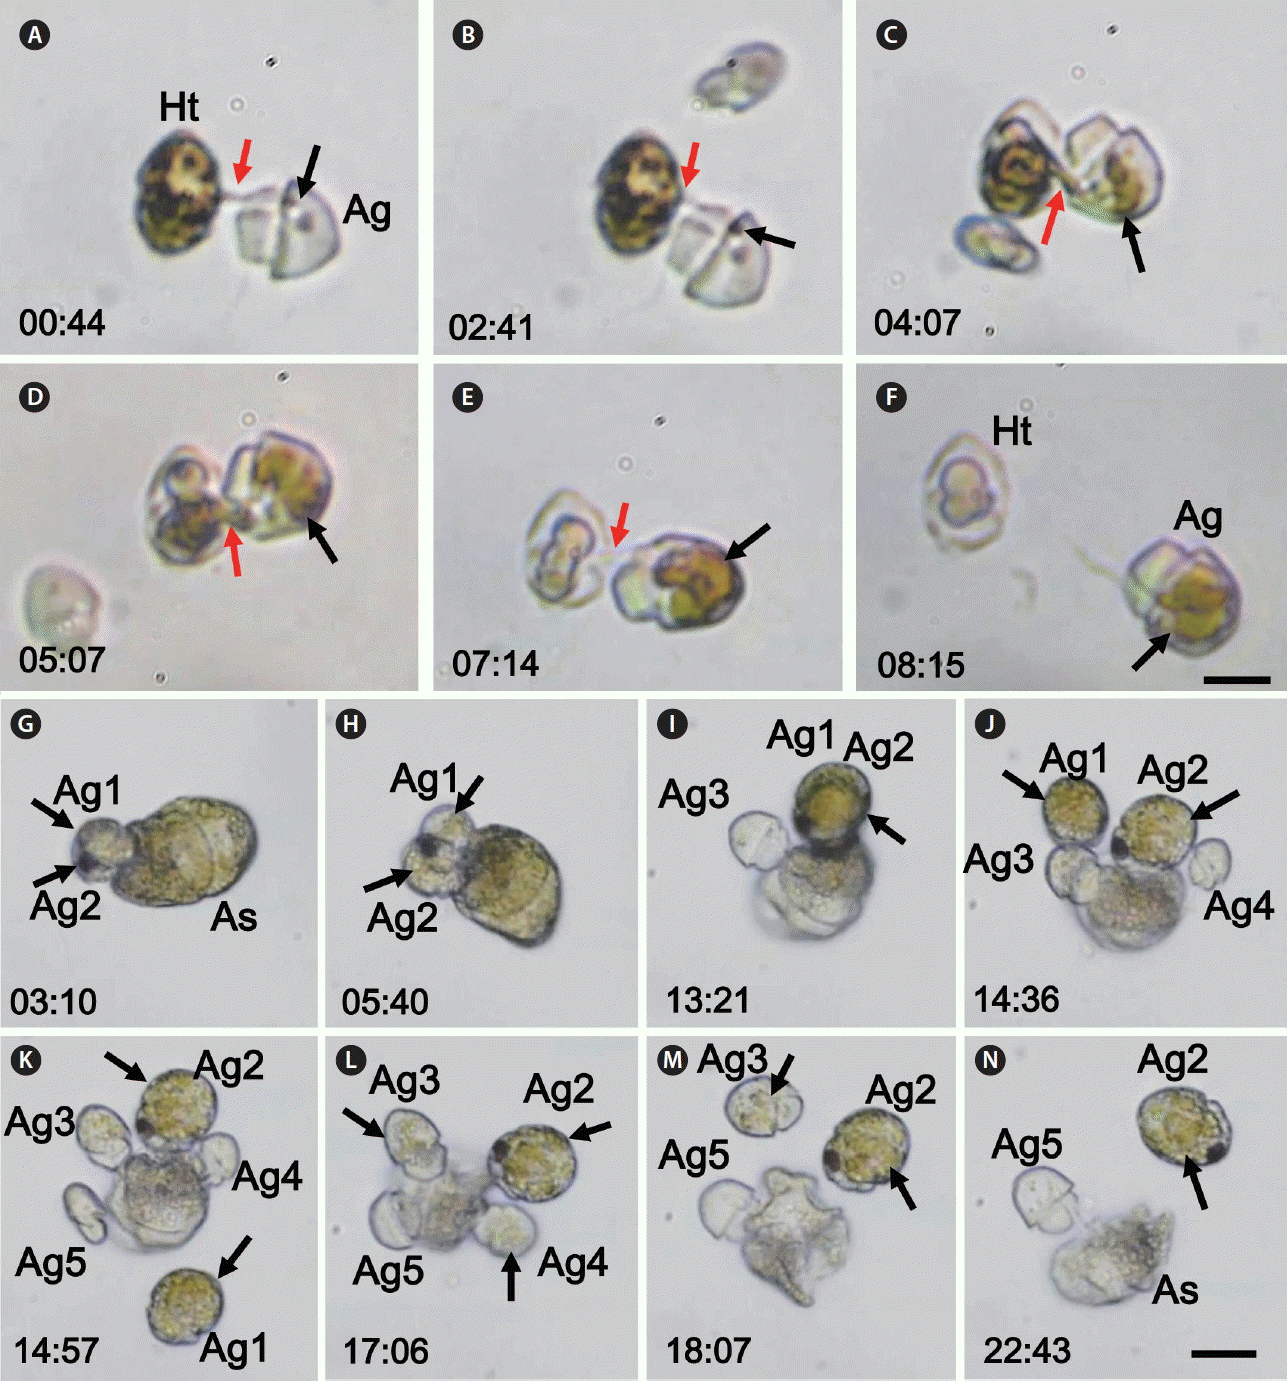 A
Ht
Ag
00:44
B
02:41
C
04:07
D
05:07
E
07:14
F
Ht
Ag
08:15
G
Ag1
Ag2
As
03:10
H
Ag1
Ag2
05:40
I
Ag1 Ag2
Ag3
13:21
J
Ag1
Ag2
Ag3
Ag4
14:36
K
Ag2
Ag3
Ag4
Ag5
Ag1
14:57
L
Ag3
Ag2
Ag5
Ag4
17:06
M
Ag3
Ag2
Ag5
18:07
N
Ag2
Ag5
As
22:43